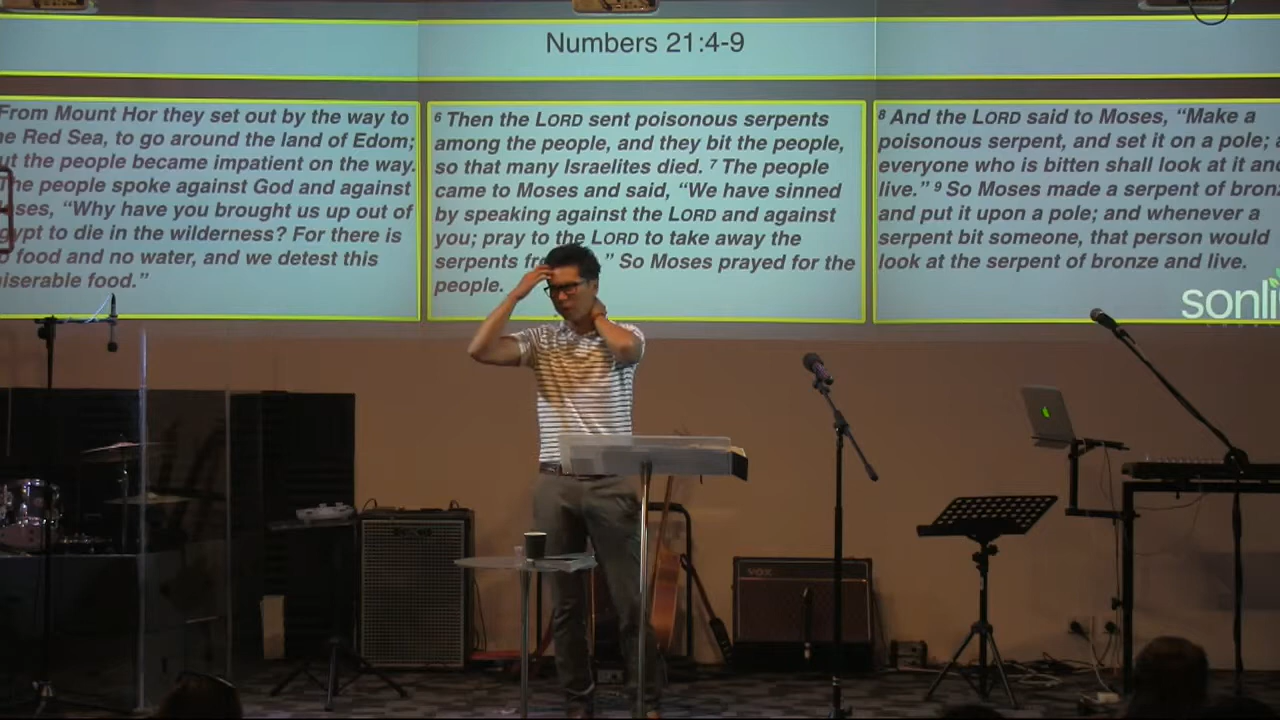 Numbers 21:4-9
From Mount Hor they set out by the way to
Red Sea, to go around the land of Edom;
the people became impatient on the way.
The people spoke against God and against
"Why have you brought us up out of
to die in the wilderness? For there is
food and no water, and we detest this
food."
⁶ Then the LORD sent poisonous serpents
among the people, and they bit the people,
so that many Israelites died. ⁷ The people
came to Moses and said, "We have sinned
by speaking against the LORD and against
you; pray to the LORD to take away the
serpents " So Moses prayed for the
people.
⁸ And the LORD said to Moses, "Make a
poisonous serpent, and set it on a pole;
everyone who is bitten shall look at it and
live." ⁹ So Moses made a serpent of
and put it upon a pole; and whenever a
serpent bit someone, that person would
look at the serpent of bronze and live.
sonli
VOX